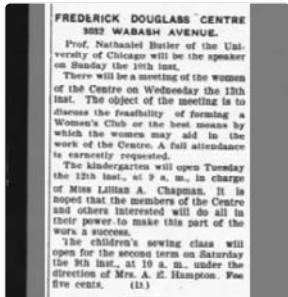 FREDERICK DOUGLASS CENTRE
3032 WABASH AVENUE.
Prof. Nathaniel Butler of the Uni-
versity of Chicago will be the speaker
on Sunday the 10th inst.
There will be a meeting of the women
of the Centre on Wednesday the 13th
inst. The object of the meeting is to
discuss the feasibility of forming a
Women's Club or the best means by
which the women may aid in the
work of the Centre. A full attendance
is earnestly requested.
The kindergarten will open Tuesday
the 12th inst., at 9 a. m., in charge
of Miss Lillian A. Chapman. It is
hoped that the members of the Centre
and others interested will do all in
their power to make this part of the
work a success.
The children's sewing class will
open for the second term on Saturday
the 9th inst., at 10 a. m., under the
direction of Mrs. A. E. Hampton. Fee
five cents.